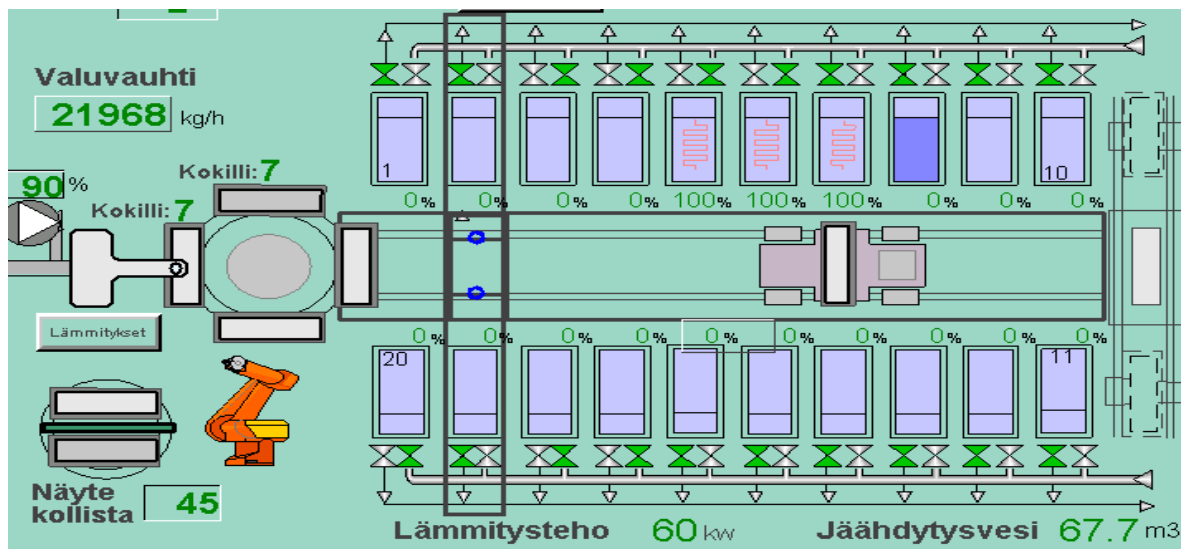 Valuvauhti
21968 kg/h
1
10
Kokilli: 7
0% 0% 0% 0% 100% 100% 100% 0% 0% 0%
90 %
Kokilli: 7
Lämmitykset
0% 0% 0% 0% 0% 0% 0% 0% 0% 0%
20
11
Näyte
kollista 45
Lämmitysteho 60 kw Jäähdytysvesi 67.7 m3